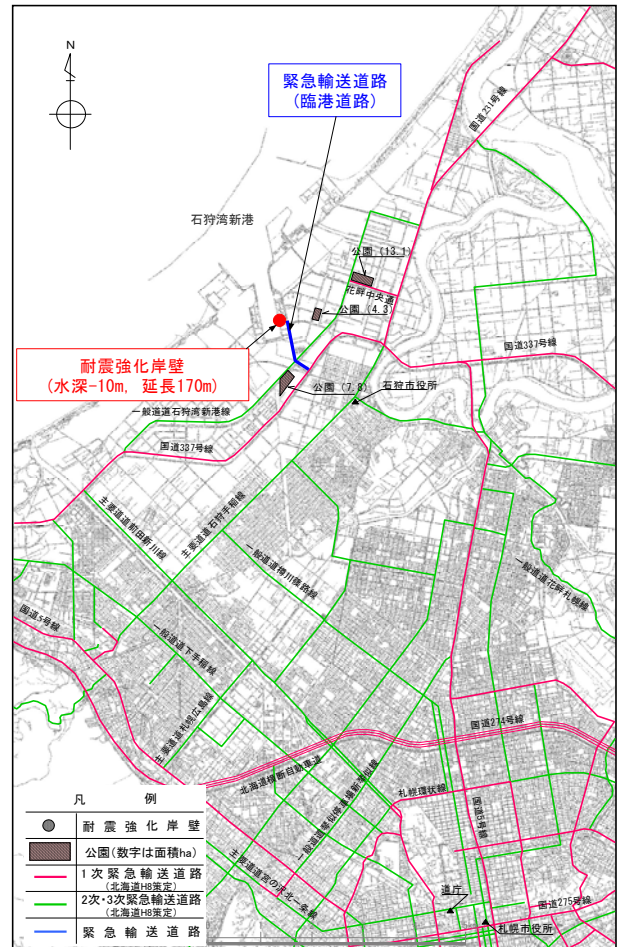 N
緊急輸送道路
(臨港道路)
国道231号線
石狩湾新港
公園 (13.1)
花畔中央通
公園 (4.3)
耐震強化岸壁
(水深-10m, 延長170m)
国道337号線
公園 (7.8)
石狩市役所
一般道道石狩湾新港線
国道337号線
主要道道前田新川線
主要道道石狩手稲線
一般道道樽川篠路線
一般道道花畔札幌線
国道5号線
一般道道下手稲線
主要道道札幌広島線
国道274号線
北海道横断自動車道
札幌環状線
一般道道琴似停車場新琴似線
国道5号線
主要道道宮の沢北一条線
道庁
国道275号線
札幌市役所
凡 例
耐震強化岸壁
公園(数字は面積ha)
1次緊急輸送道路
(北海道H8策定)
2次・3次緊急輸送道路
(北海道H8策定)
緊急輸送道路